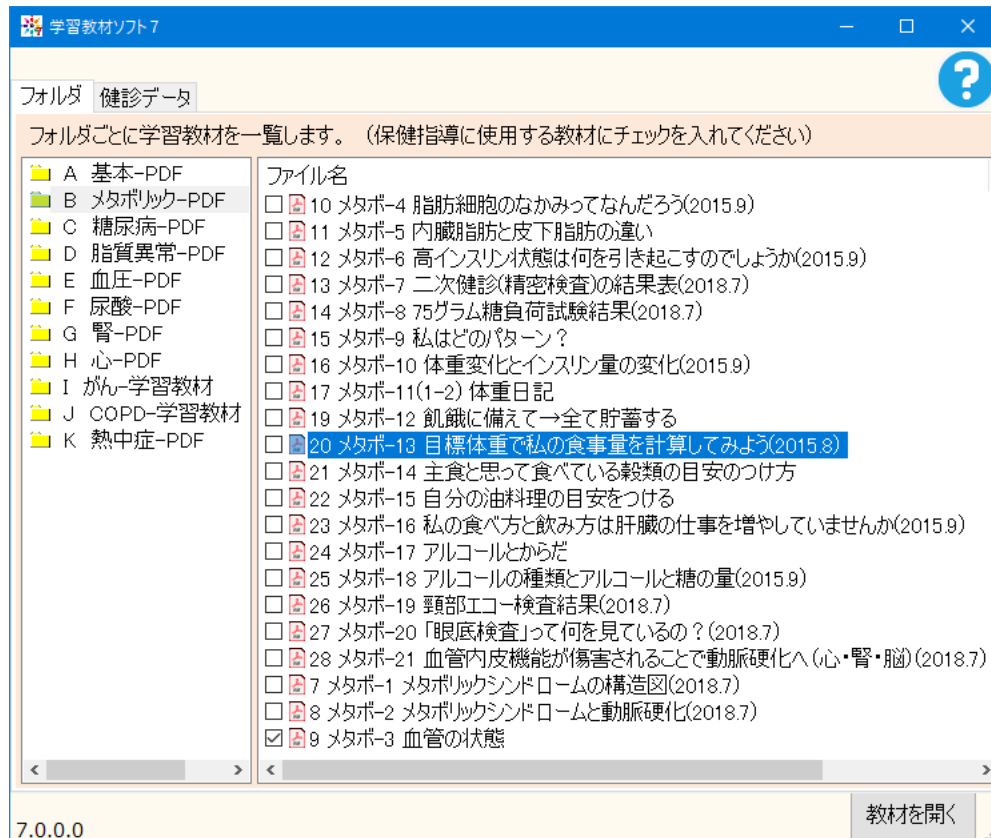 学習教材ソフト7
フォルダ 健診データ
フォルダごとに学習教材を一覧します。（保健指導に使用する教材にチェックを入れてください）
A 基本-PDF
B メタボリック-PDF
C 糖尿病-PDF
D 脂質異常-PDF
E 血圧-PDF
F 尿酸-PDF
G 腎-PDF
H 心-PDF
I がん-学習教材
J COPD-学習教材
K 熱中症-PDF
ファイル名
10 メタボ-4 脂肪細胞のなかみってなんだろう(2015.9)
11 メタボ-5 内臓脂肪と皮下脂肪の違い
12 メタボ-6 高インスリン状態は何を引き起こすのでしょうか(2015.9)
13 メタボ-7 二次健診(精密検査)の結果表(2018.7)
14 メタボ-8 75グラム糖負荷試験結果(2018.7)
15 メタボ-9 私はどのパターン？
16 メタボ-10 体重変化とインスリン量の変化(2015.9)
17 メタボ-11(1-2) 体重日記
19 メタボ-12 飢餓に備えて→全て貯蓄する
20 メタボ-13 目標体重で私の食事量を計算してみよう(2015.8)
21 メタボ-14 主食と思って食べている穀類の目安のつけ方
22 メタボ-15 自分の油料理の目安をつける
23 メタボ-16 私の食べ方と飲み方は肝臓の仕事を増やしていませんか(2015.9)
24 メタボ-17 アルコールとからだ
25 メタボ-18 アルコールの種類とアルコールと糖の量(2015.9)
26 メタボ-19 頸部エコー検査結果(2018.7)
27 メタボ-20 「眼底検査」って何を見ているの？(2018.7)
28 メタボ-21 血管内皮機能が傷害されることで動脈硬化へ（心・腎・脳）(2018.7)
7 メタボ-1 メタボリックシンドロームの構造図(2018.7)
8 メタボ-2 メタボリックシンドロームと動脈硬化(2018.7)
9 メタボ-3 血管の状態
教材を開く
7.0.0.0